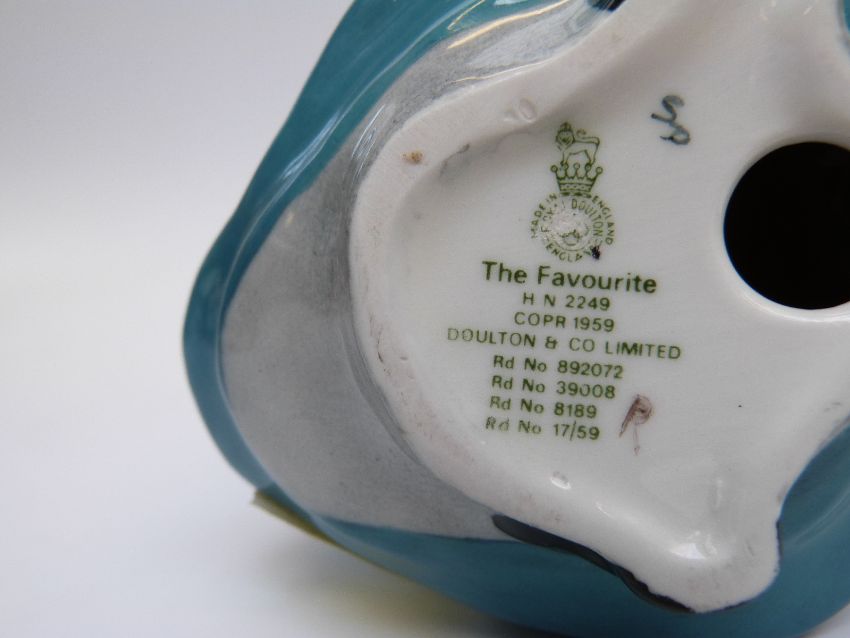 MADE IN ENGLAND
ROYAL DOULTON
ENGLAND
The Favourite
H N 2249
COPR 1959
DOULTON & CO LIMITED
Rd No 892072
Rd No 39008
Rd No 8189
Rd No 17/59
R